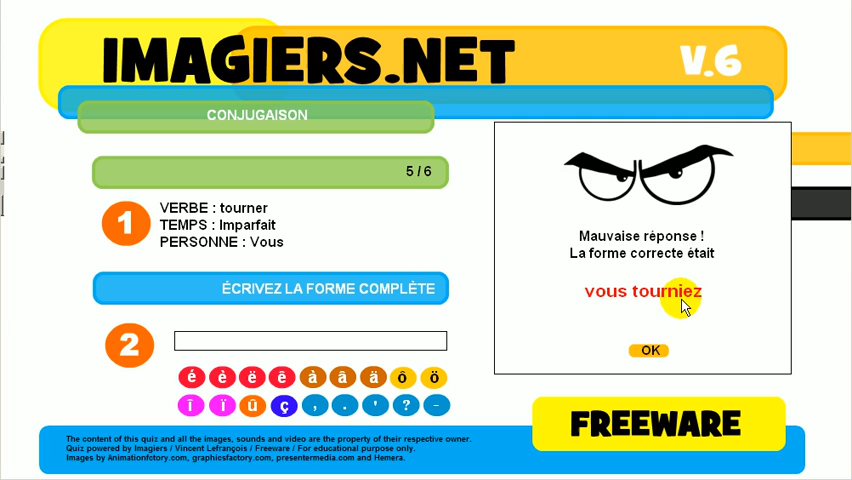 IMAGIERS.NET
V.6
CONJUGAISON
5 / 6
1
VERBE : tourner
TEMPS : Imparfait
PERSONNE : Vous
ÉCRIVEZ LA FORME COMPLÈTE
2
é è ë ê à â ä ô ö
î ï û ç , . ' ? -
Mauvaise réponse !
La forme correcte était
vous tourniez
OK
FREEWARE
The content of this quiz and all the images, sounds and video are the property of their respective owner.
Quiz powered by Imagiers / Vincent Lefrançois / Freeware / For educational purpose only.
Images by Animationfctory.com, graphicsfactory.com, presentermedia.com and Hemera.